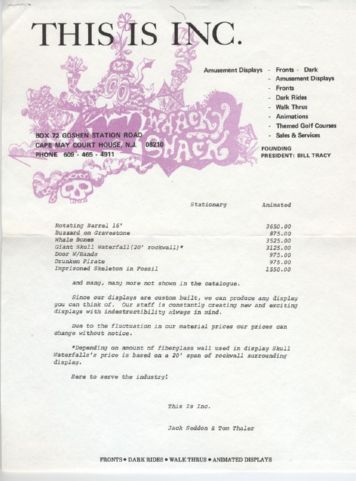 THIS IS INC.
Amusement Displays - Fronts - Dark
- Amusement Displays
- Fronts
- Dark Rides
- Walk Thrus
- Animations
- Themed Golf Courses
- Sales & Services
WHACKY SHACK
BOX 72 GOSHEN STATION ROAD
CAPE MAY COURT HOUSE, N.J. 08210
PHONE 609 - 465 - 4911
FOUNDING
PRESIDENT: BILL TRACY
Stationary Animated
Rotating Barrel 16' 3650.00
Buzzard on Gravestone 875.00
Whale Bones 3525.00
Giant Skull Waterfall(20' rockwall)* 3125.00
Door W/Hands 975.00
Drunken Pirate 975.00
Imprisoned Skeleton in Fossil 1550.00
and many, many more not shown in the catalogue.
Since our displays are custom built, we can produce any display
you can think of. Our staff is constantly creating new and exciting
displays with indestructibility always in mind.
Due to the fluctuation in our material prices our prices can
change without notice.
*Depending on amount of fiberglass wall used in display Skull
Waterfalls's price is based on a 20' span of rockwall surrounding
display.
Here to serve the industry!
This Is Inc.
Jack Seddon & Tom Thaler
FRONTS ● DARK RIDES ● WALK THRUS ● ANIMATED DISPLAYS